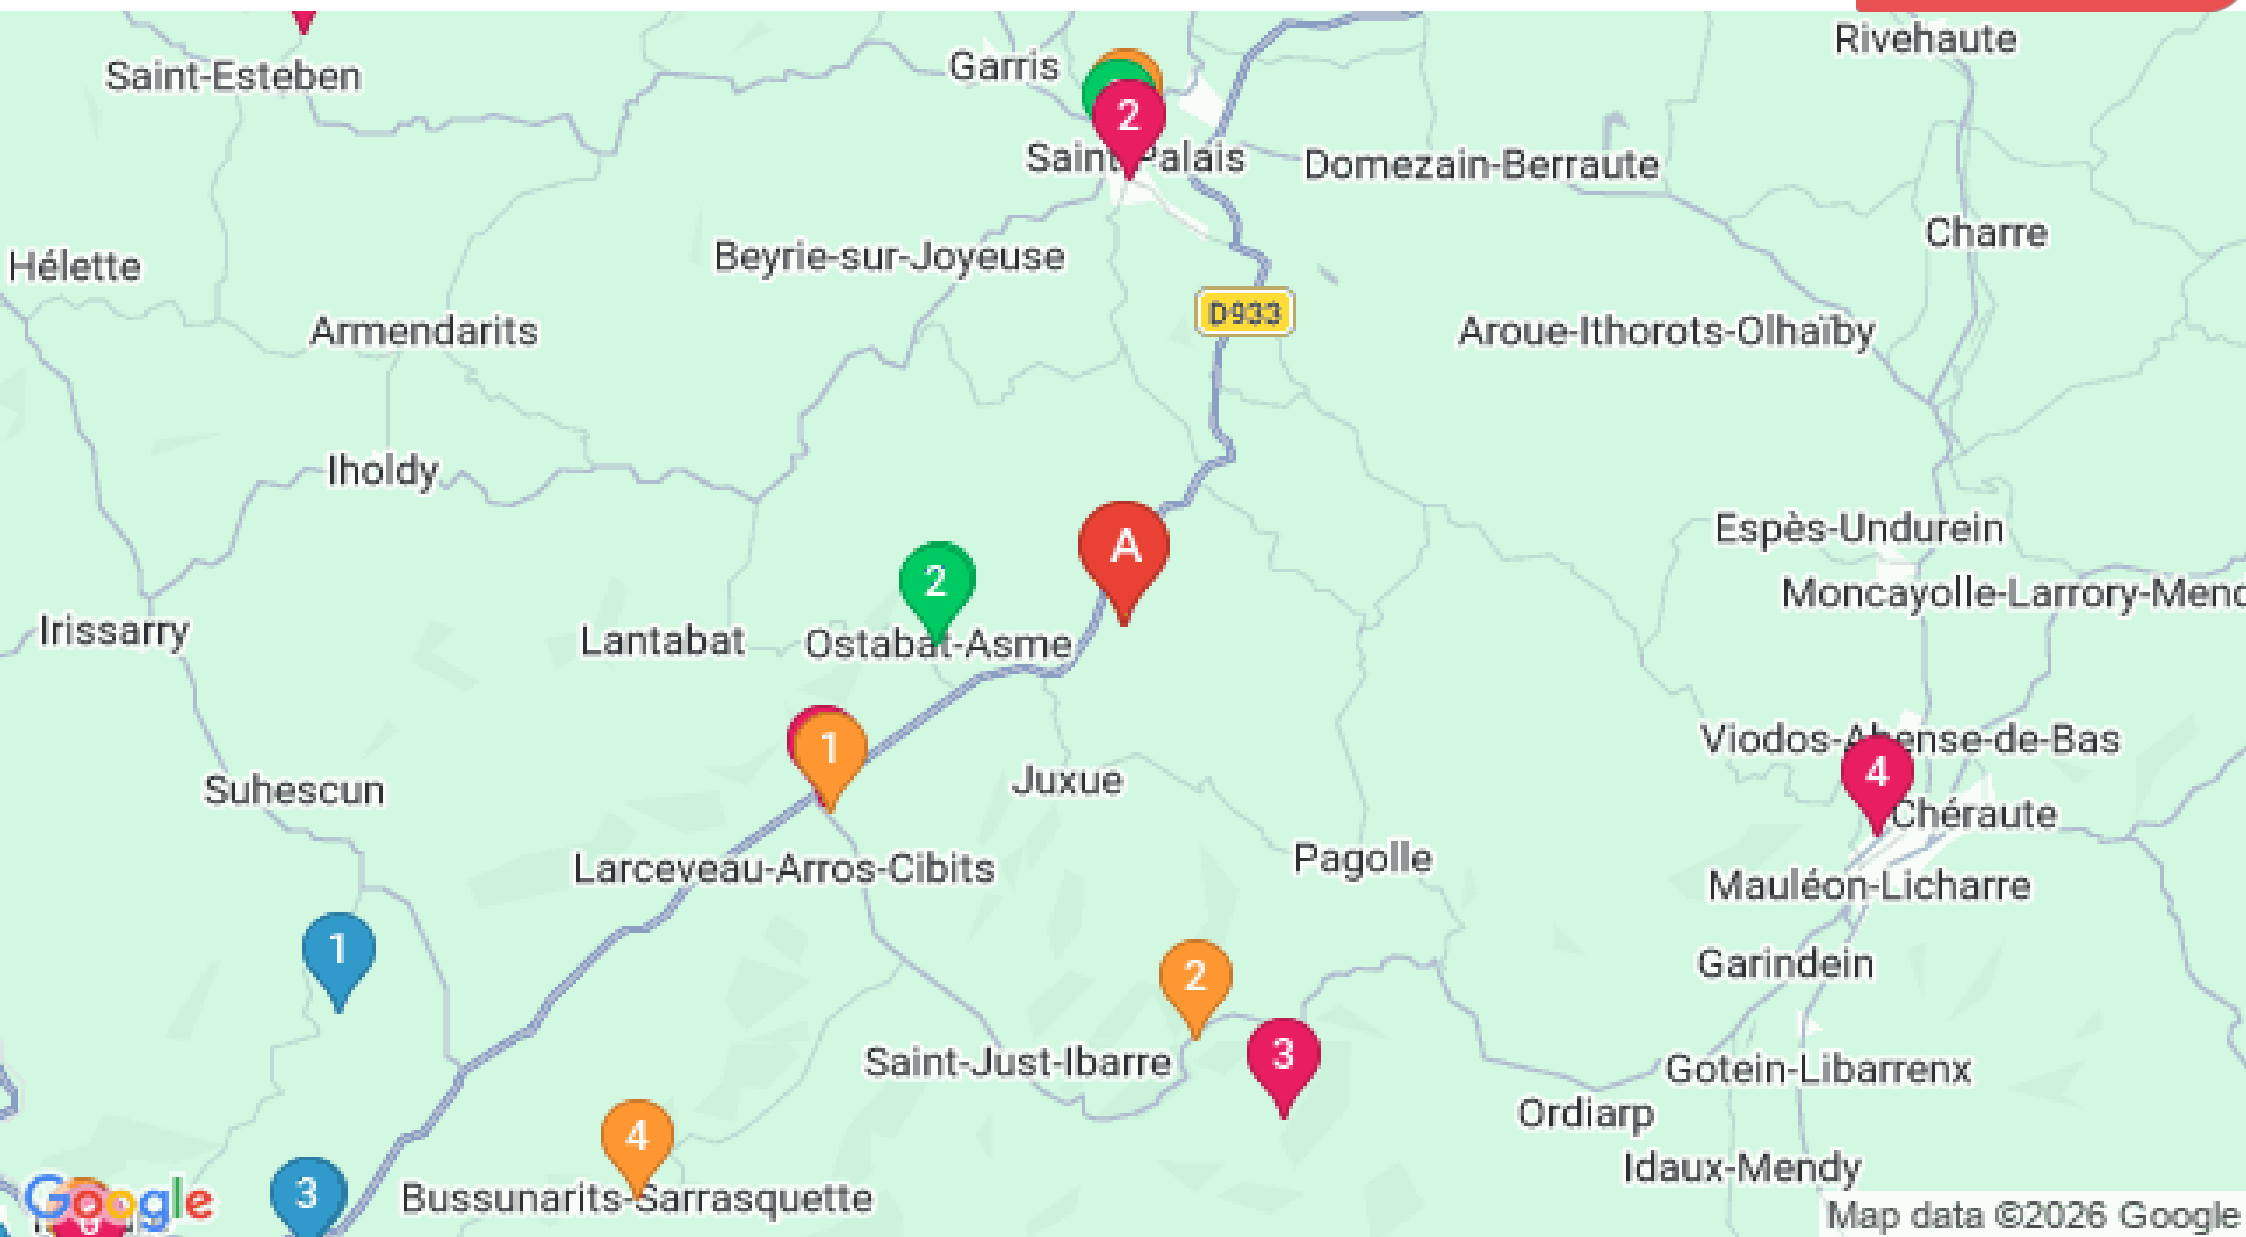 Rivehaute
Garris
Saint-Esteben
2
Domezain-Berraute
Charre
Beyrie-sur-Joyeuse
Hélette
D933
Armendarits
Aroue-Ithorots-Olhaïby
Iholdy
Espès-Undurein
A
2
Moncayolle-Larrory-Mend
Irissarry
Lantabat
Ostabat-Asme
Viodos-Abense-de-Bas
1
4
Juxue
Suhescun
Chéraute
Pagolle
Larceveau-Arros-Cibits
Mauléon-Licharre
1
Garindein
2
Saint-Palais
3
Saint-Just-Ibarre
Gotein-Libarrenx
Ordiarp
4
Idaux-Mendy
3
Bussunarits-Sarrasquette
Google
Map data ©2026 Google